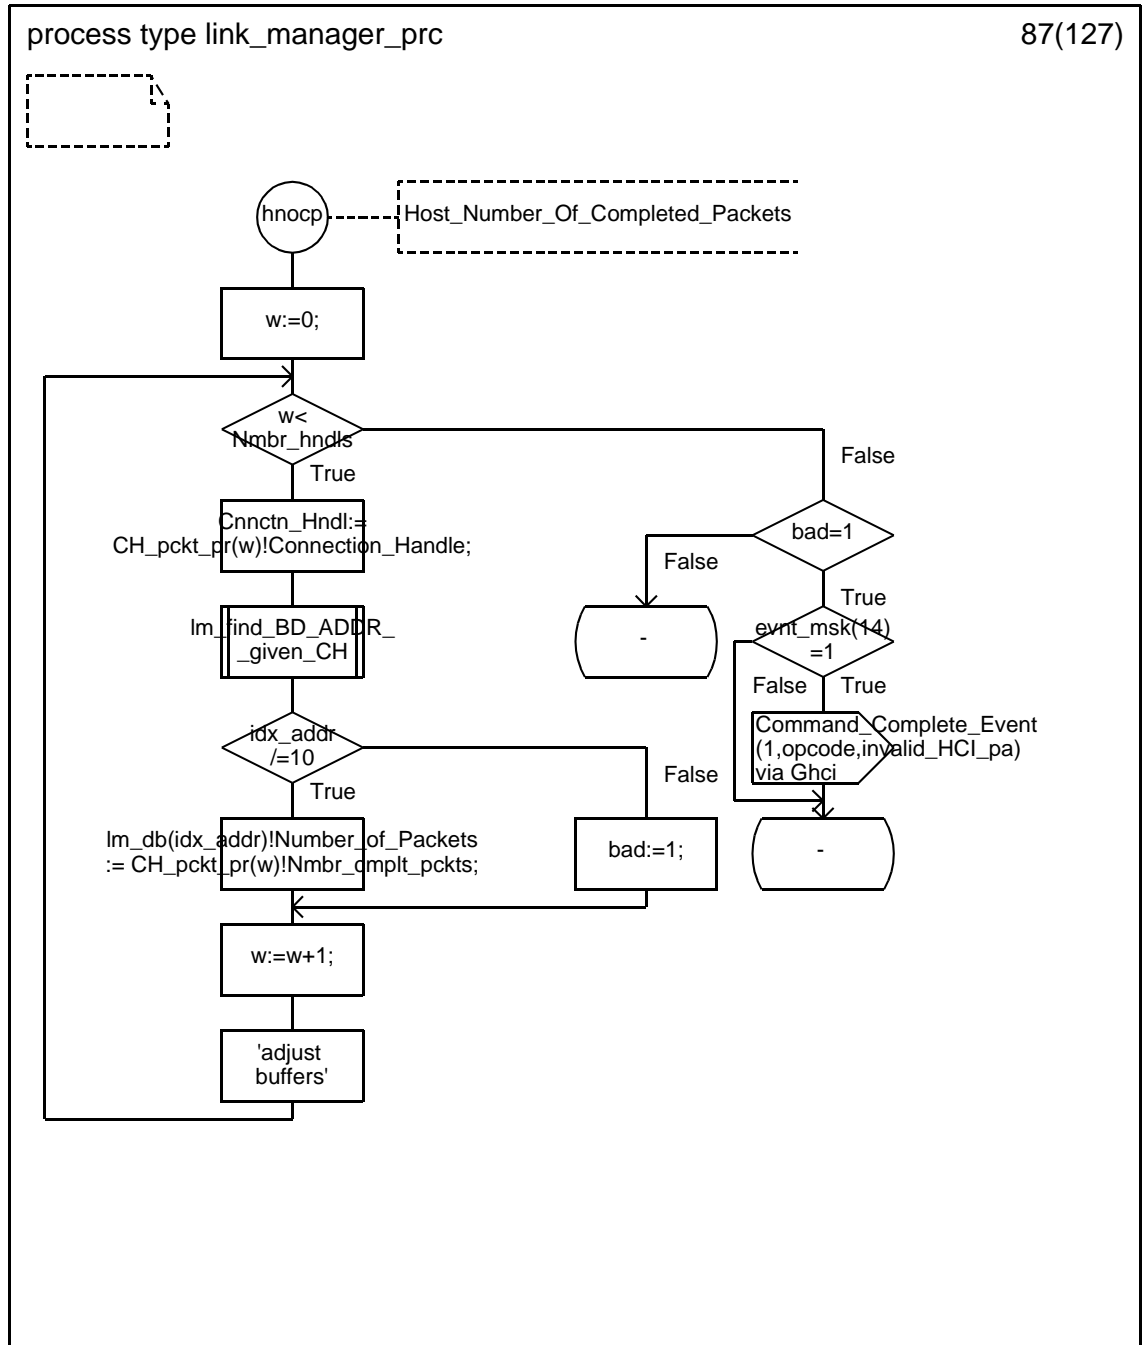 process type link_manager_prc
87(127)
hnocp
Host_Number_Of_Completed_Packets
w:=0;
w<
Nmbr_hndls
False
True
Cnnctn_Hndl:=
CH_pckt_pr(w)!Connection_Handle;
bad=1
False
True
lm_find_BD_ADDR_
_given_CH
-
evnt_msk(14)
=1
False
True
idx_addr
/=10
False
True
Command_Complete_Event
(1,opcode,invalid_HCI_pa)
via Ghci
lm_db(idx_addr)!Number_of_Packets
:= CH_pckt_pr(w)!Nmbr_cmplt_pckts;
bad:=1;
-
w:=w+1;
'adjust
buffers'